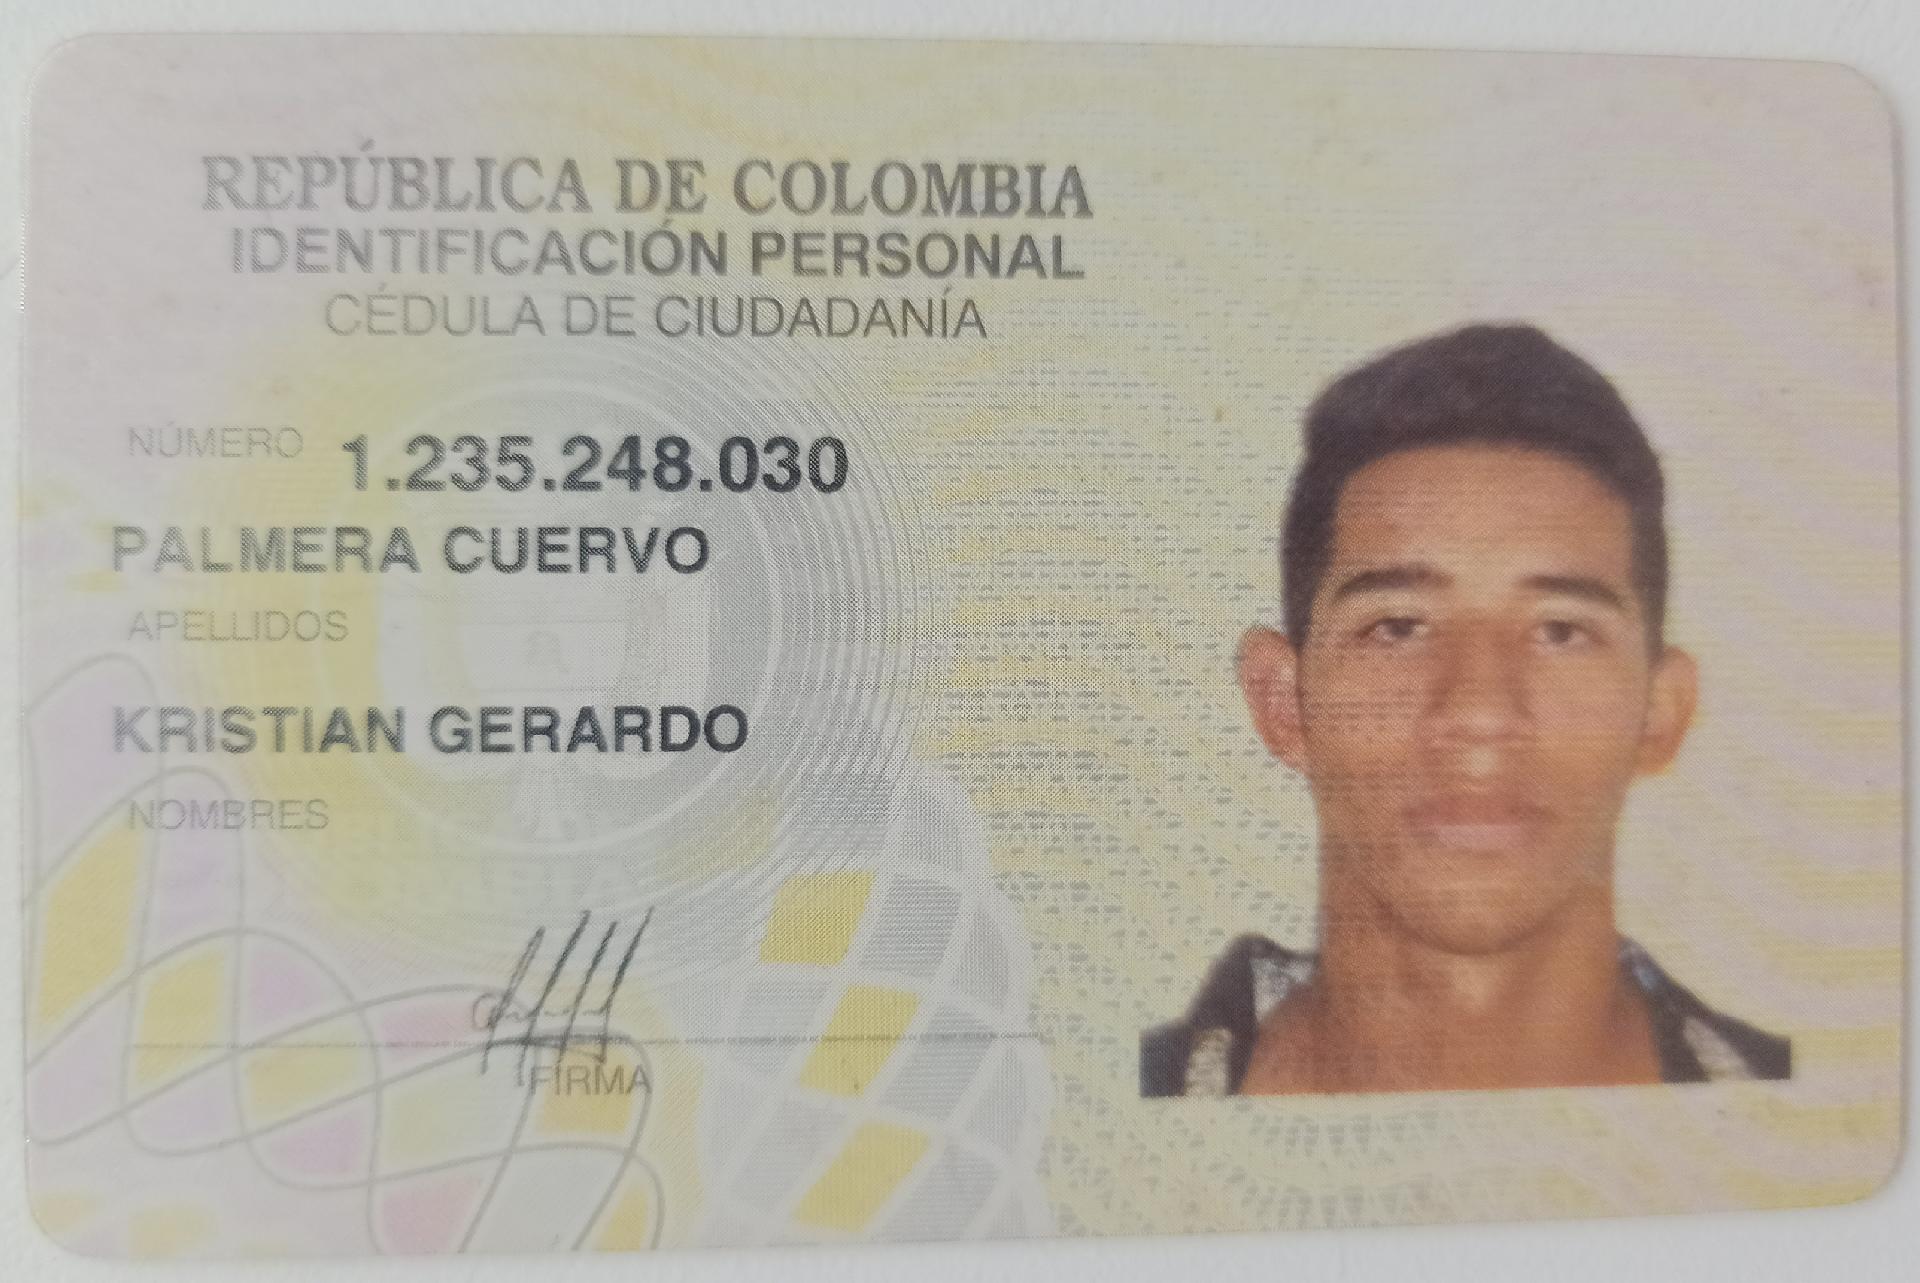 REPÚBLICA DE COLOMBIA
IDENTIFICACIÓN PERSONAL
CÉDULA DE CIUDADANÍA
NÚMERO 1.235.248.030
PALMERA CUERVO
APELLIDOS
KRISTIAN GERARDO
NOMBRES
FIRMA